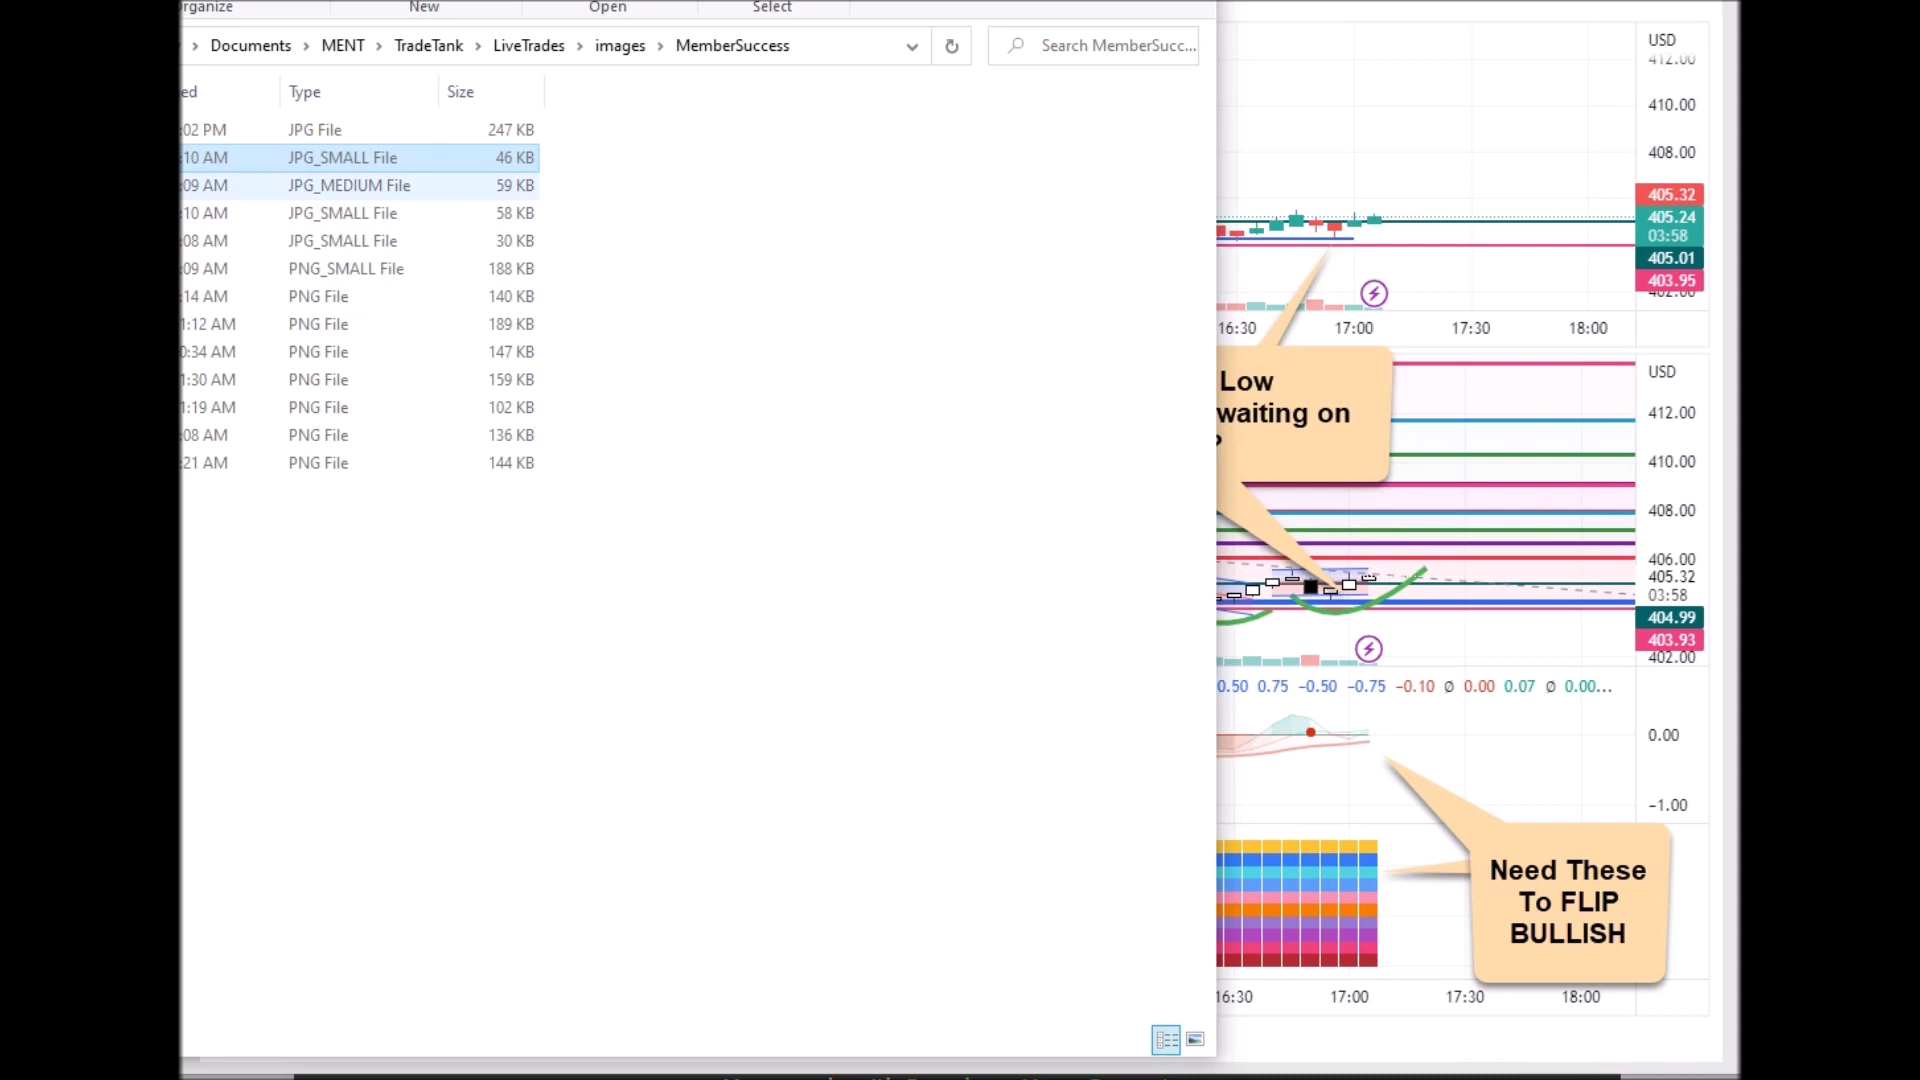 rganize New Open Select
Documents > MENT > TradeTank > LiveTrades > images > MemberSuccess
Search MemberSucc...
ed Type Size
:02 PM JPG File 247 KB
:10 AM JPG_SMALL File 46 KB
:09 AM JPG_MEDIUM File 59 KB
:10 AM JPG_SMALL File 58 KB
:08 AM JPG_SMALL File 30 KB
:09 AM PNG_SMALL File 188 KB
:14 AM PNG File 140 KB
1:12 AM PNG File 189 KB
0:34 AM PNG File 147 KB
1:30 AM PNG File 159 KB
1:19 AM PNG File 102 KB
:08 AM PNG File 136 KB
:21 AM PNG File 144 KB
USD
412.00
410.00
408.00
405.32
405.24
03:58
405.01
403.95
402.00
16:30 17:00 17:30 18:00
Low
waiting on
?
USD
412.00
410.00
408.00
406.00
405.32
03:58
404.99
403.93
402.00
0.50 0.75 −0.50 −0.75 −0.10 Ø 0.00 0.07 Ø 0.00...
0.00
−1.00
Need These
To FLIP
BULLISH
16:30 17:00 17:30 18:00